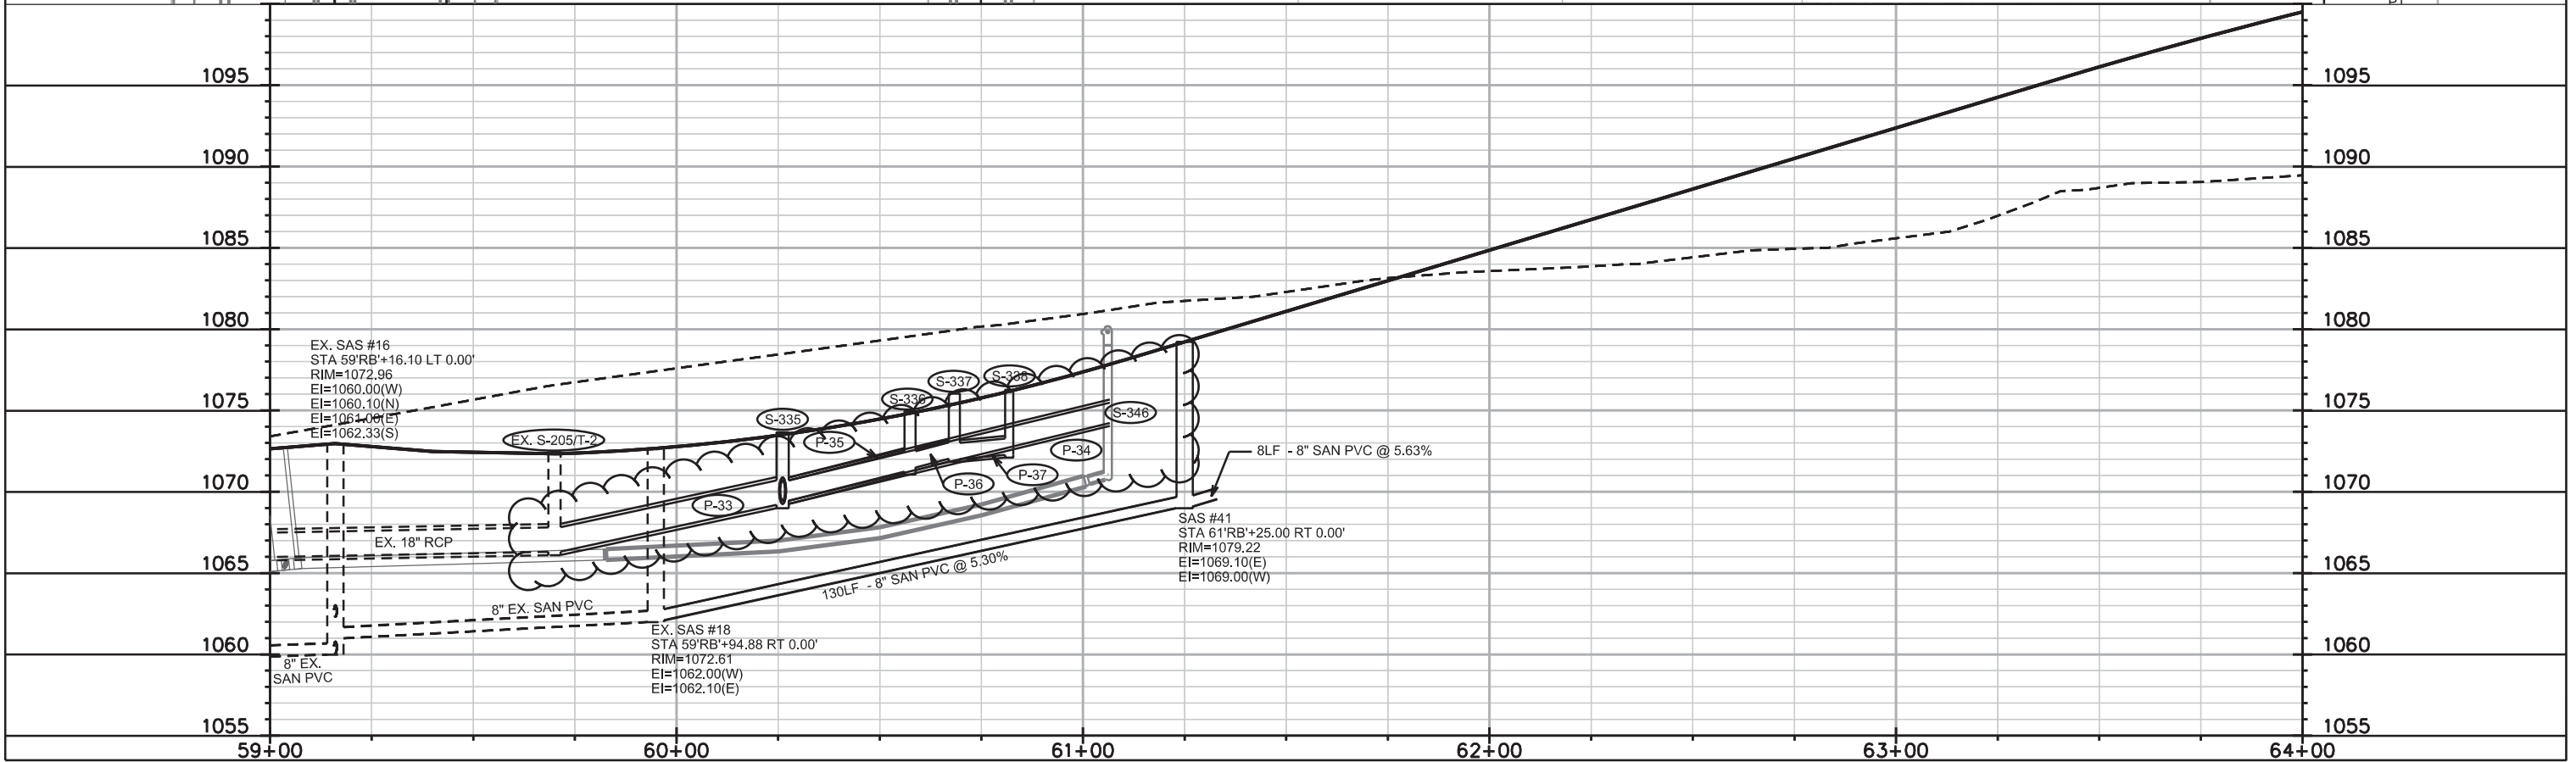 1095
1095
1090
1090
1085
1085
1080
1080
EX. SAS #16
STA 59'RB'+16.10 LT 0.00'
RIM=1072.96
EI=1060.00(W)
EI=1060.10(N)
EI=1061.00(E)
EI=1062.33(S)
S-337
S-338
S-336
1075
1075
S-335
S-346
EX. S-205/T-2
P-35
P-34
8LF - 8" SAN PVC @ 5.63%
P-37
P-36
1070
1070
P-33
SAS #41
STA 61'RB'+25.00 RT 0.00'
RIM=1079.22
EI=1069.10(E)
EI=1069.00(W)
EX. 18" RCP
1065
1065
130LF - 8" SAN PVC @ 5.30%
8" EX. SAN PVC
EX. SAS #18
STA 59'RB'+94.88 RT 0.00'
RIM=1072.61
EI=1062.00(W)
EI=1062.10(E)
1060
1060
8" EX.
SAN PVC
1055
1055
59+00
60+00
61+00
62+00
63+00
64+00